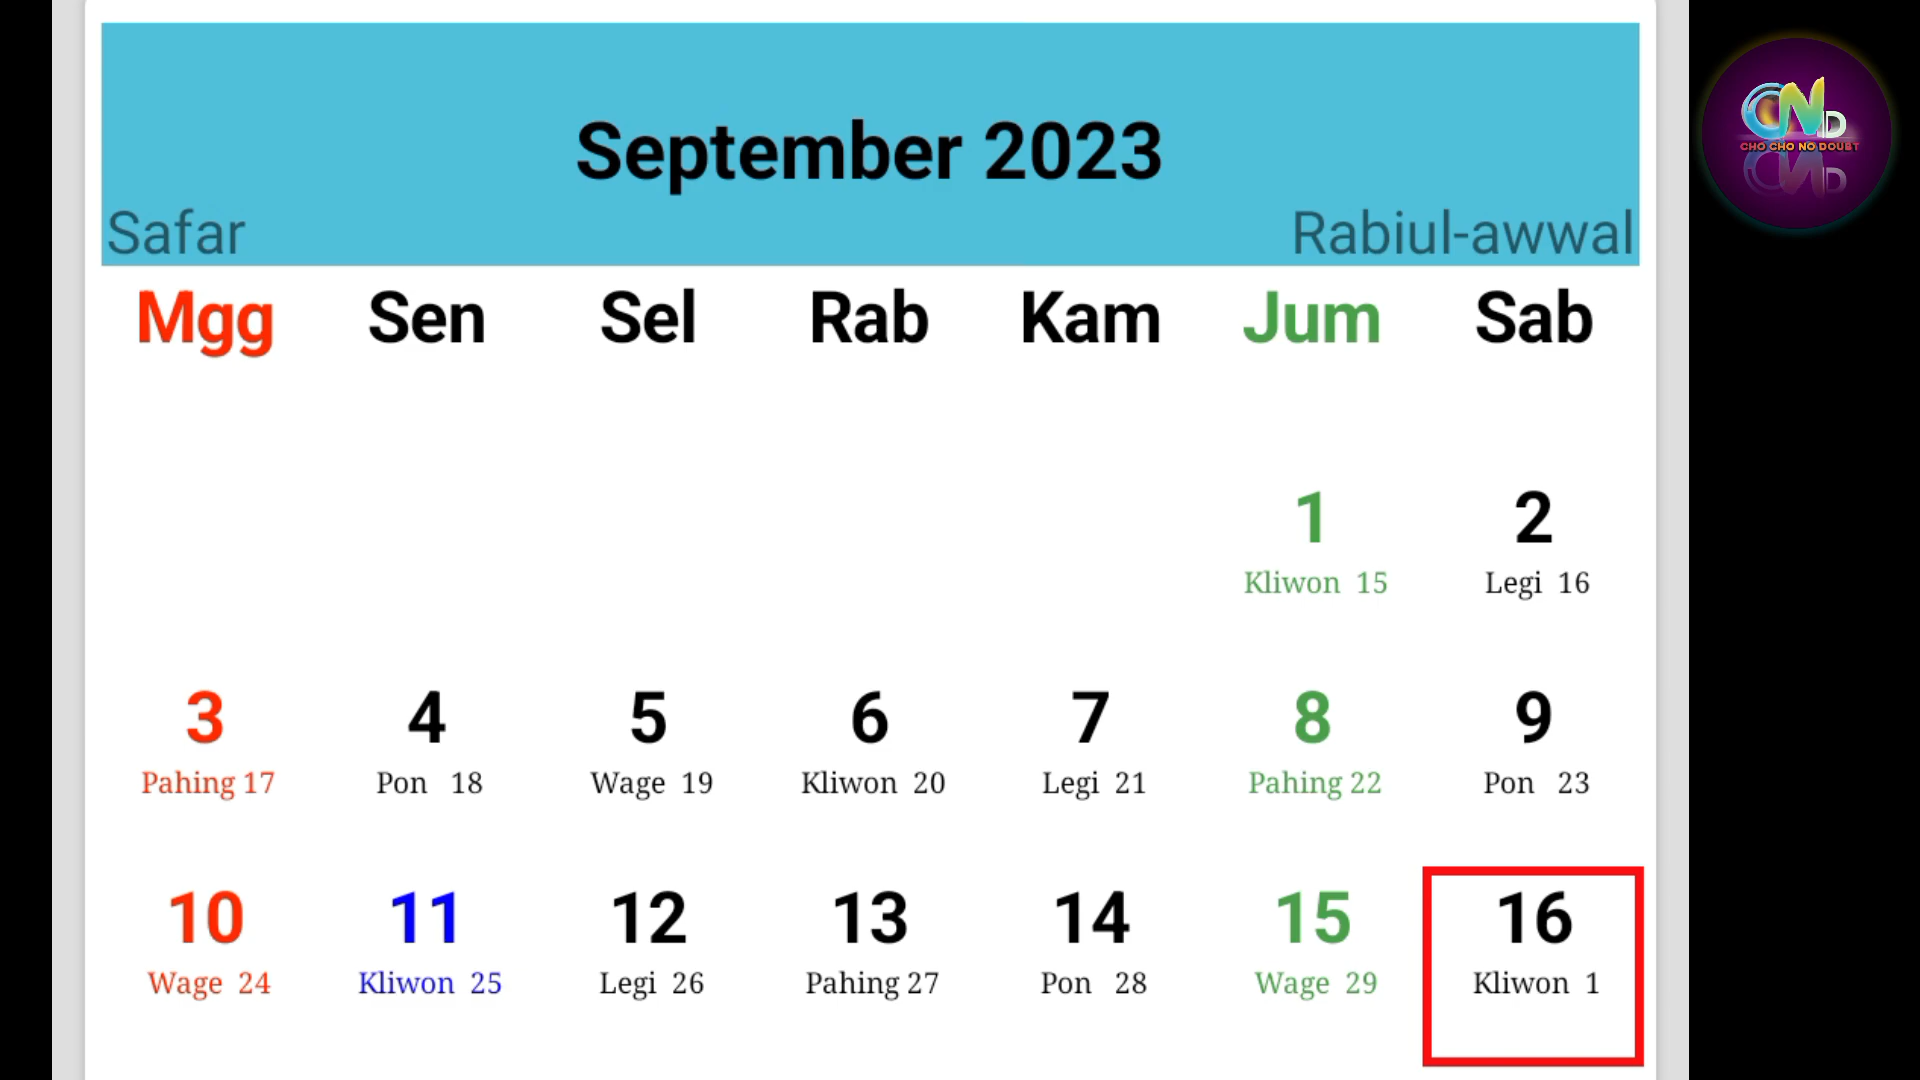 September 2023
Safar Rabiul-awwal
Mgg Sen Sel Rab Kam Jum Sab
1 2
Kliwon 15 Legi 16
3 4 5 6 7 8 9
Pahing 17 Pon 18 Wage 19 Kliwon 20 Legi 21 Pahing 22 Pon 23
10 11 12 13 14 15 16
Wage 24 Kliwon 25 Legi 26 Pahing 27 Pon 28 Wage 29 Kliwon 1
CND
CHO CHO NO DOUBT